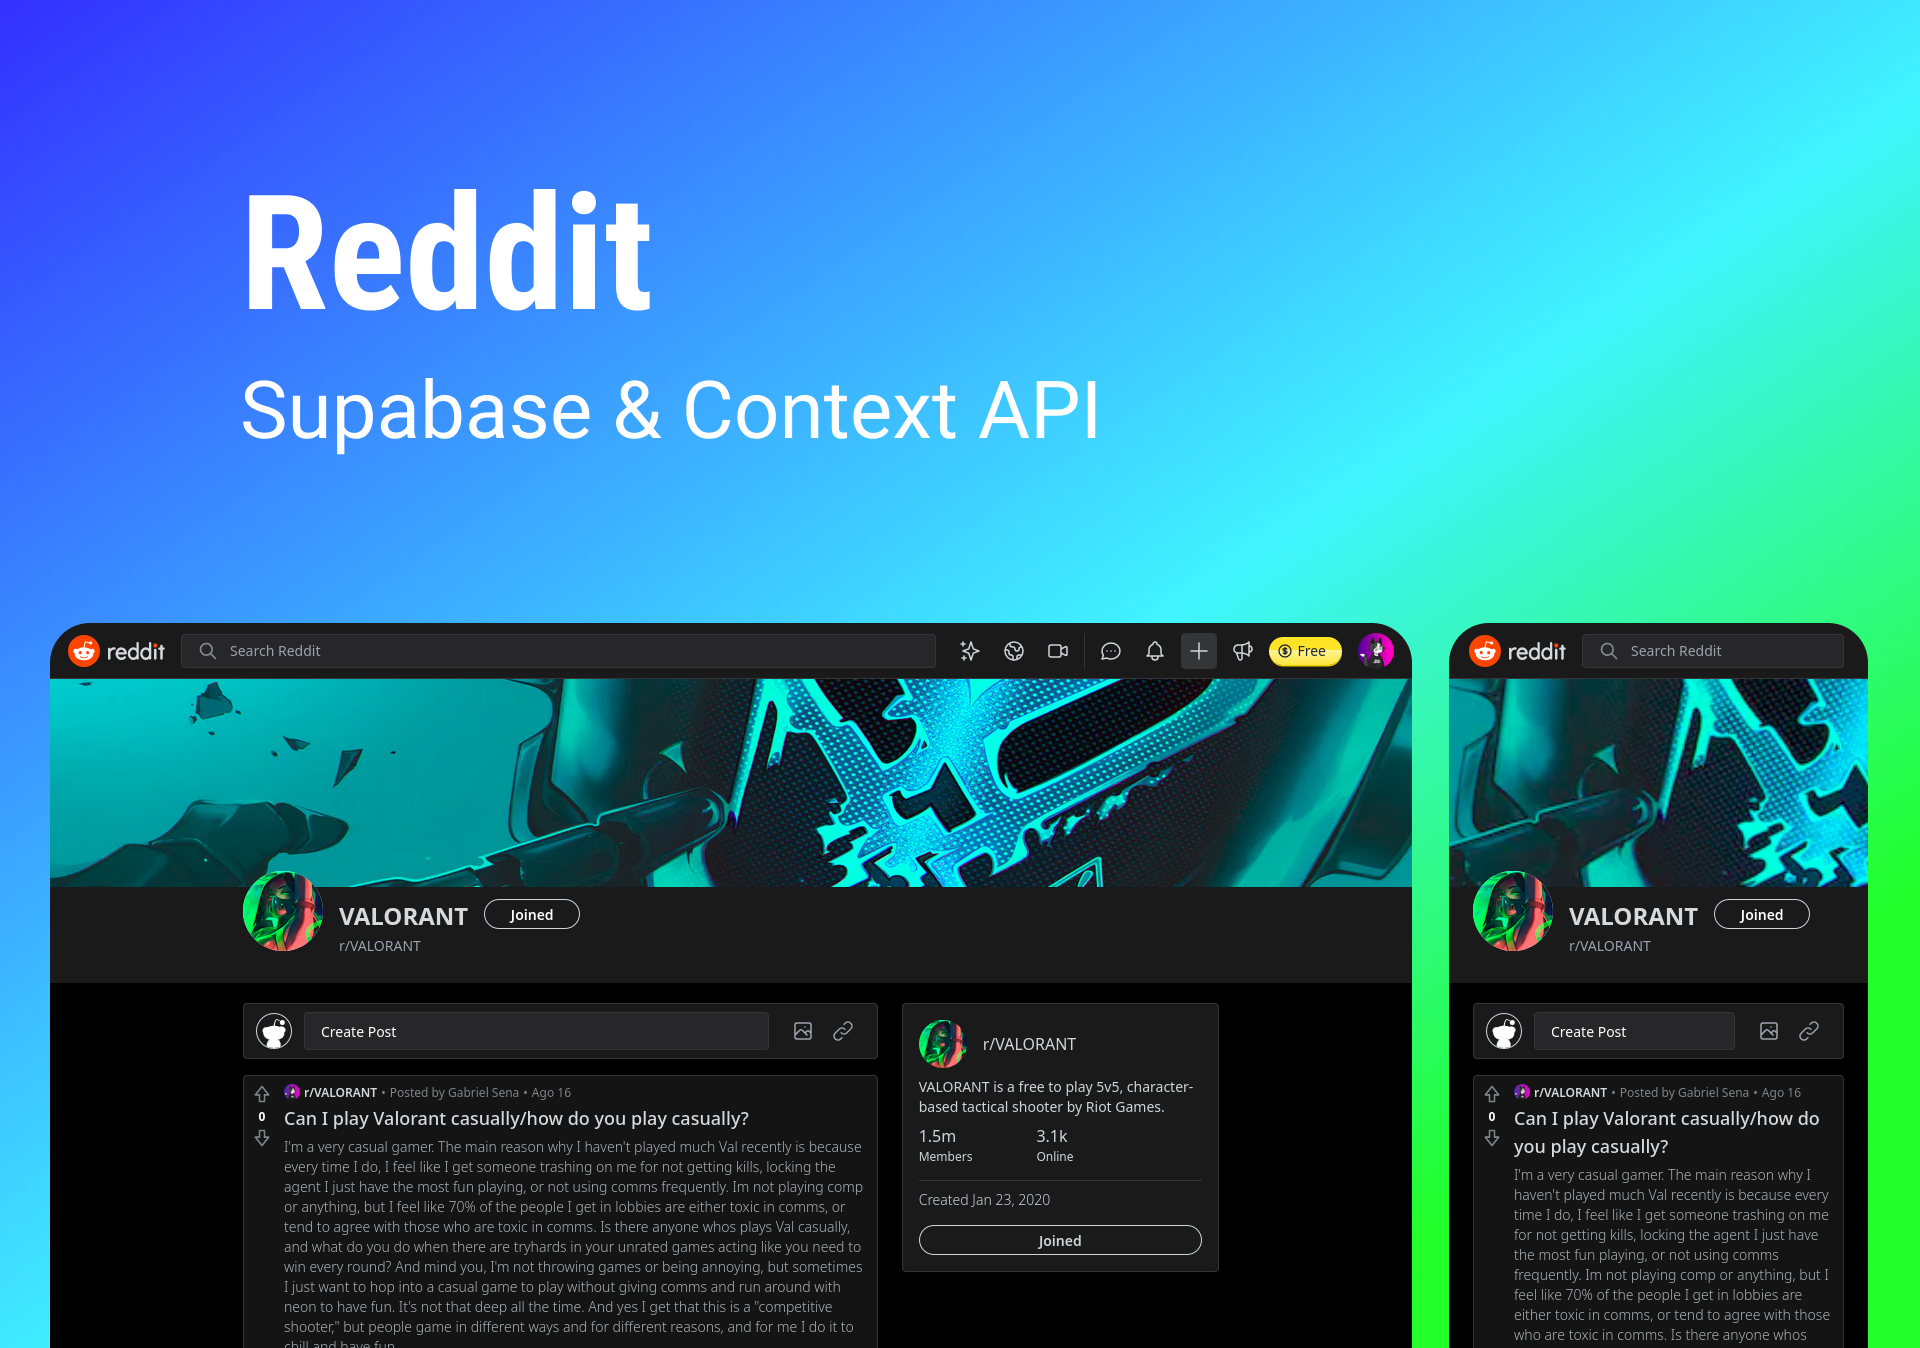 Reddit
Supabase & Context API
reddit
Search Reddit
Free
VALORANT
Joined
r/VALORANT
Create Post
r/VALORANT • Posted by Gabriel Sena • Ago 16
0
Can I play Valorant casually/how do you play casually?
I'm a very casual gamer. The main reason why I haven't played much Val recently is because
every time I do, I feel like I get someone trashing on me for not getting kills, locking the
agent I just have the most fun playing, or not using comms frequently. Im not playing comp
or anything, but I feel like 70% of the people I get in lobbies are either toxic in comms, or
tend to agree with those who are toxic in comms. Is there anyone whos plays Val casually,
and what do you do when there are tryhards in your unrated games acting like you need to
win every round? And mind you, I'm not throwing games or being annoying, but sometimes
I just want to hop into a casual game to play without giving comms and run around with
neon to have fun. It's not that deep all the time. And yes I get that this is a "competitive
shooter," but people game in different ways and for different reasons, and for me I do it to
chill and have fun.
r/VALORANT
VALORANT is a free to play 5v5, character-
based tactical shooter by Riot Games.
1.5m
3.1k
Members
Online
Created Jan 23, 2020
Joined
reddit
Search Reddit
VALORANT
Joined
r/VALORANT
Create Post
r/VALORANT • Posted by Gabriel Sena • Ago 16
0
Can I play Valorant casually/how do
you play casually?
I'm a very casual gamer. The main reason why I
haven't played much Val recently is because every
time I do, I feel like I get someone trashing on me
for not getting kills, locking the agent I just have
the most fun playing, or not using comms
frequently. Im not playing comp or anything, but I
feel like 70% of the people I get in lobbies are
either toxic in comms, or tend to agree with those
who are toxic in comms. Is there anyone whos